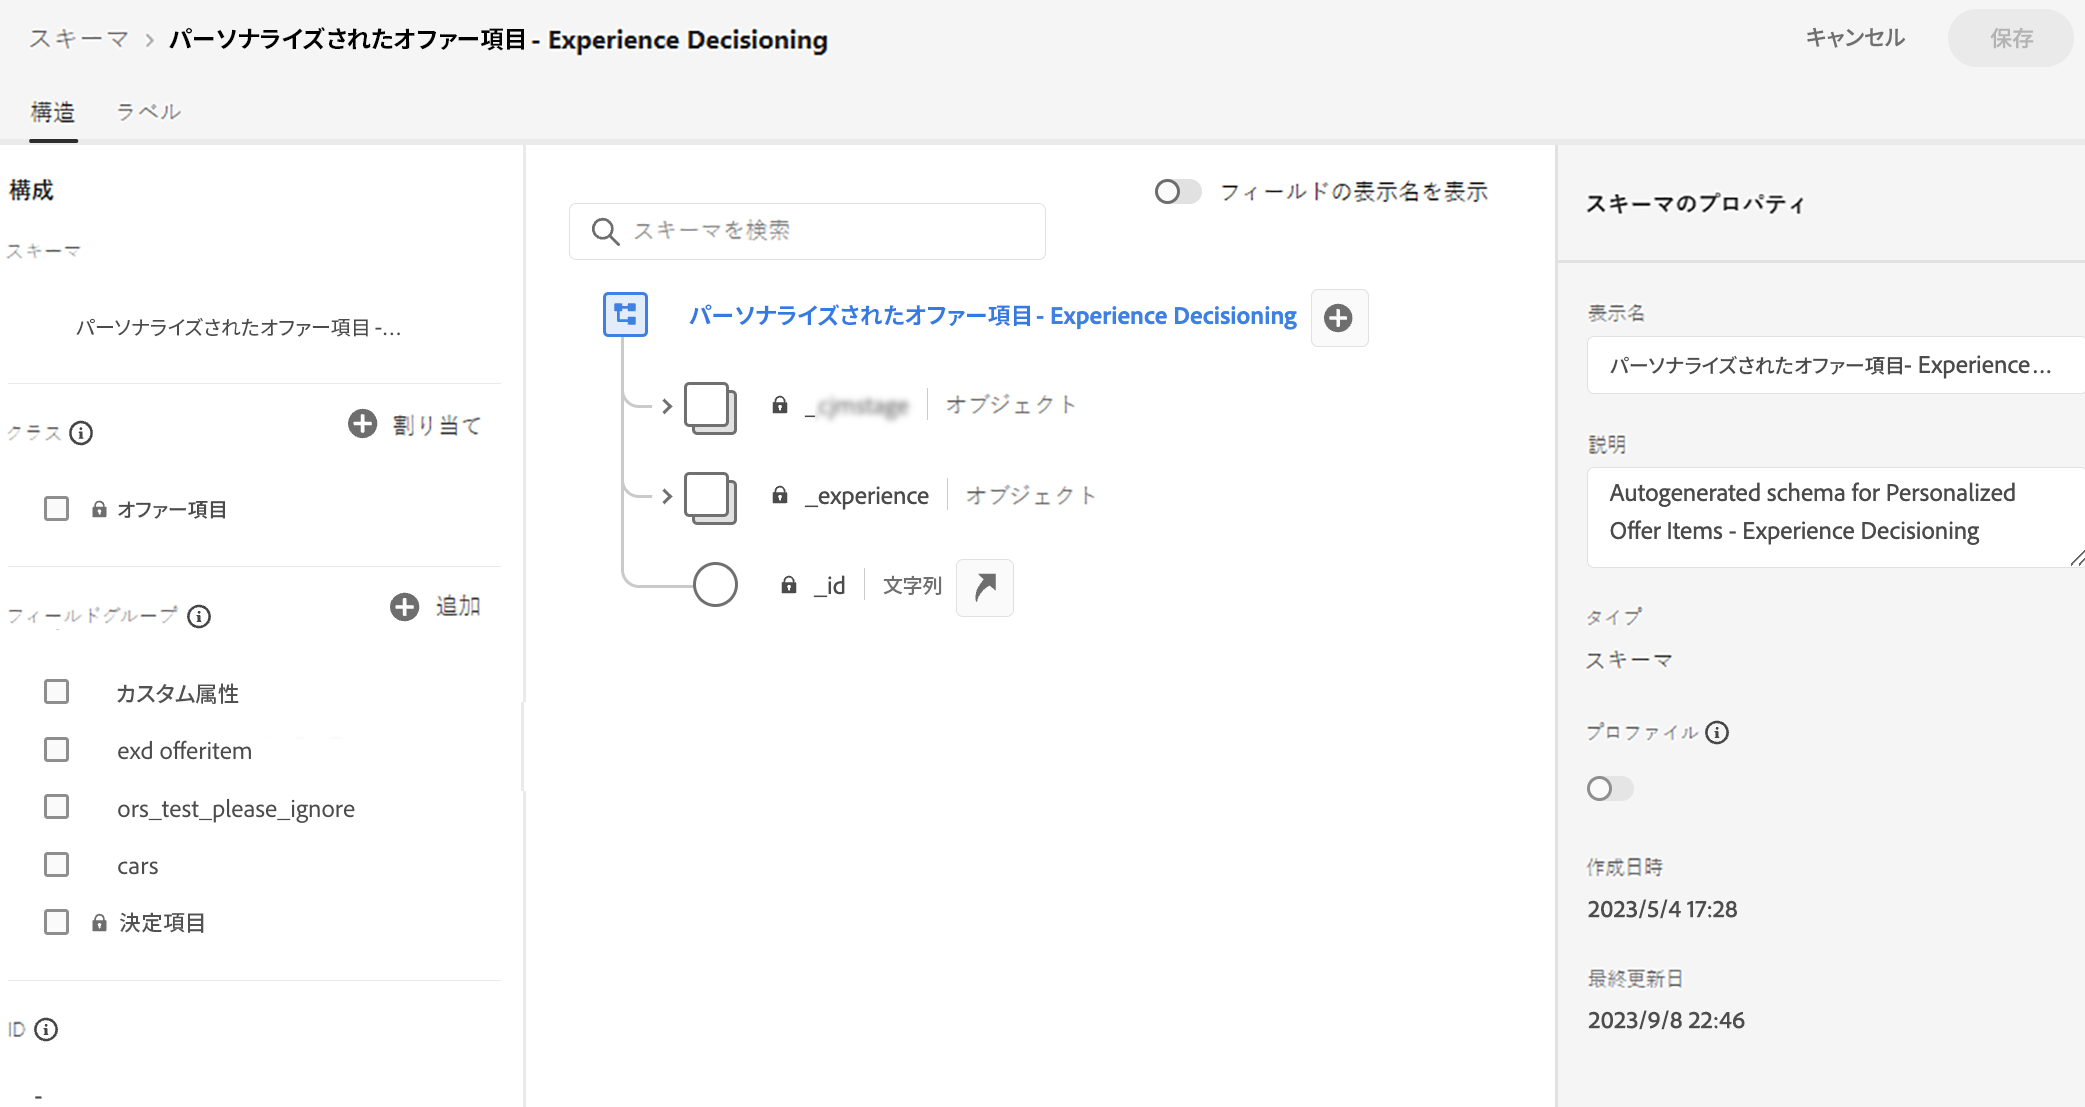 スキーマ > パーソナライズされたオファー項目 - Experience Decisioning
キャンセル
保存
構造
ラベル
構成
スキーマ
パーソナライズされたオファー項目 -...
クラス
割り当て
オファー項目
フィールドグループ
追加
カスタム属性
exd offeritem
ors_test_please_ignore
cars
決定項目
ID
-
フィールドの表示名を表示
スキーマを検索
パーソナライズされたオファー項目 - Experience Decisioning
_cjmstage オブジェクト
_experience オブジェクト
_id 文字列
スキーマのプロパティ
表示名
パーソナライズされたオファー項目- Experience...
説明
Autogenerated schema for Personalized
Offer Items - Experience Decisioning
タイプ
スキーマ
プロファイル
作成日時
2023/5/4 17:28
最終更新日
2023/9/8 22:46